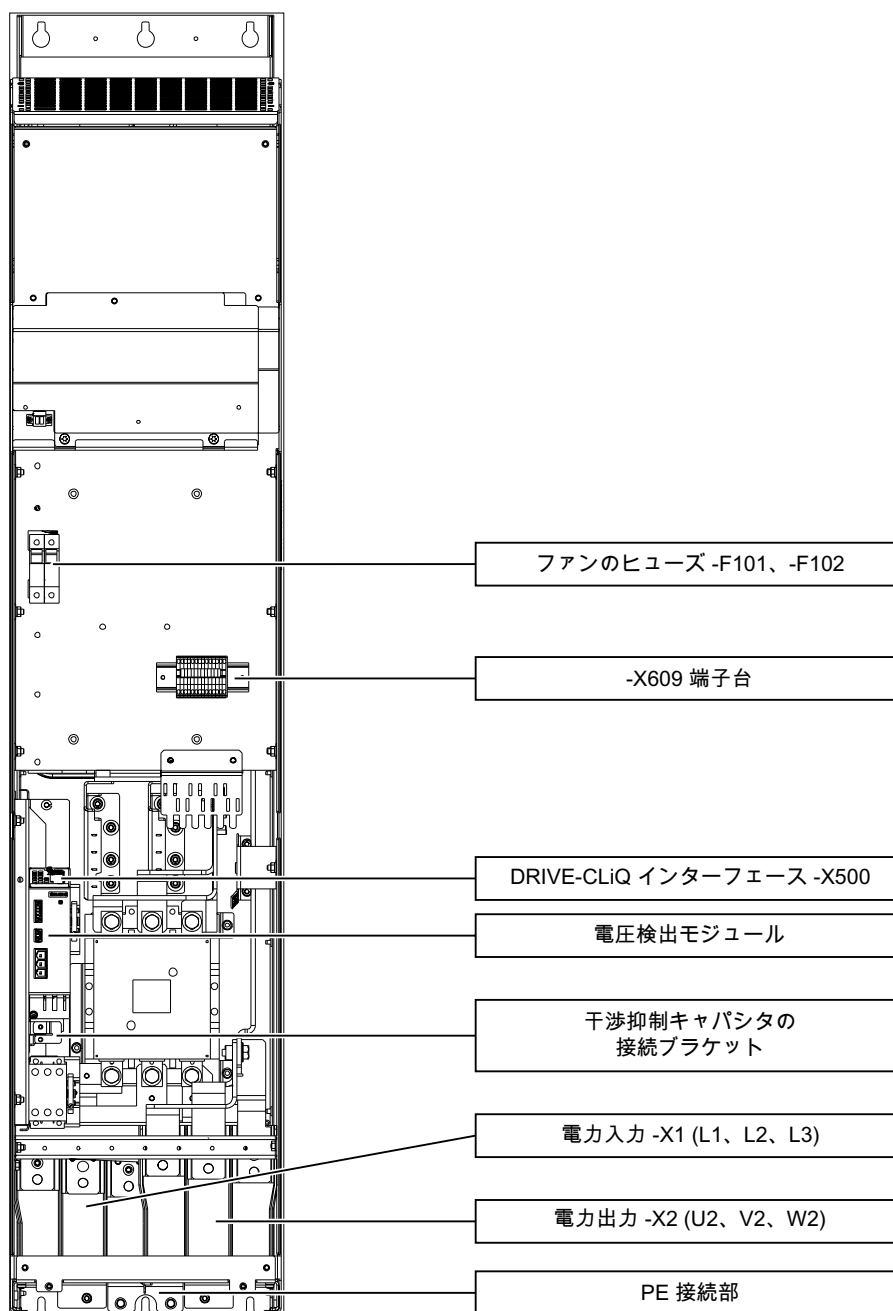 ファンのヒューズ -F101、-F102
-X609 端子台
DRIVE-CLiQ インターフェース -X500
電圧検出モジュール
干渉抑制キャパシタの
接続ブラケット
電力入力 -X1 (L1、L2、L3)
電力出力 -X2 (U2、V2、W2)
PE 接続部